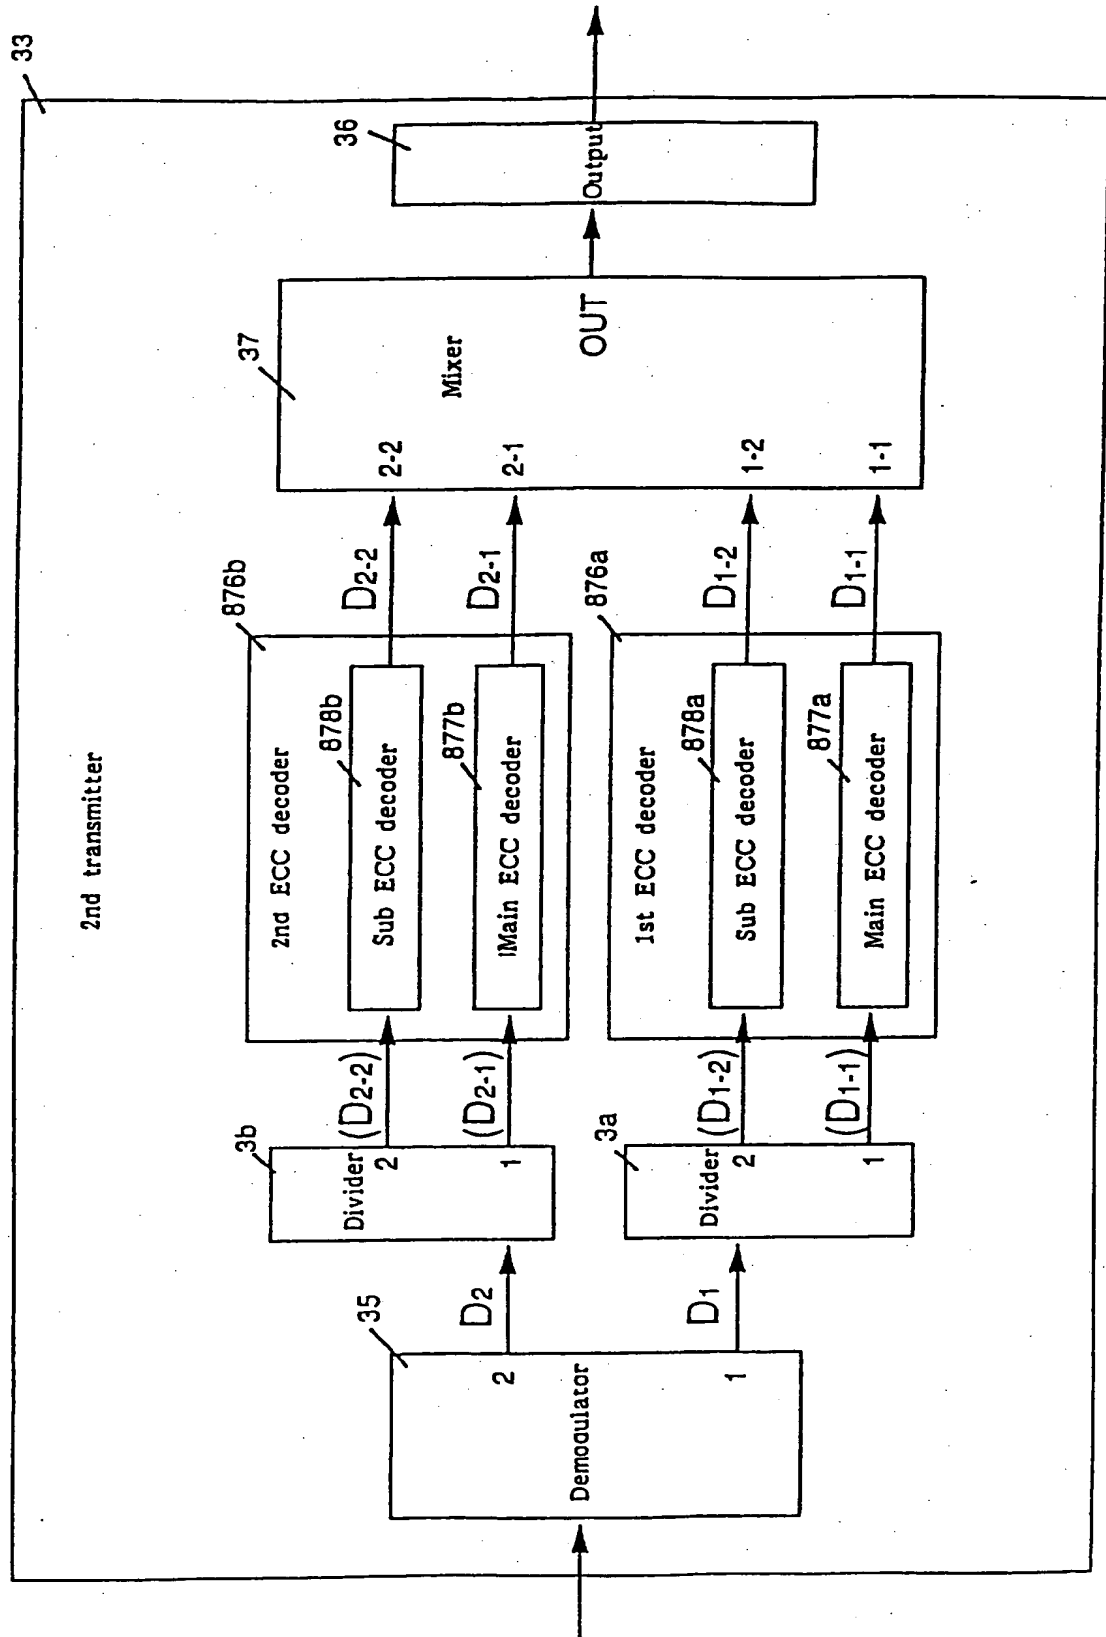 33
2nd transmitter
35
Demodulator
2
1
D2
D1
3b
Divider
2
1
3a
Divider
2
1
(D2-2)
(D2-1)
(D1-2)
(D1-1)
876b
2nd ECC decoder
878b
Sub ECC decoder
877b
Main ECC decoder
876a
1st ECC decoder
878a
Sub ECC decoder
877a
Main ECC decoder
D2-2
D2-1
D1-2
D1-1
37
Mixer
2-2
2-1
1-2
1-1
OUT
36
Output